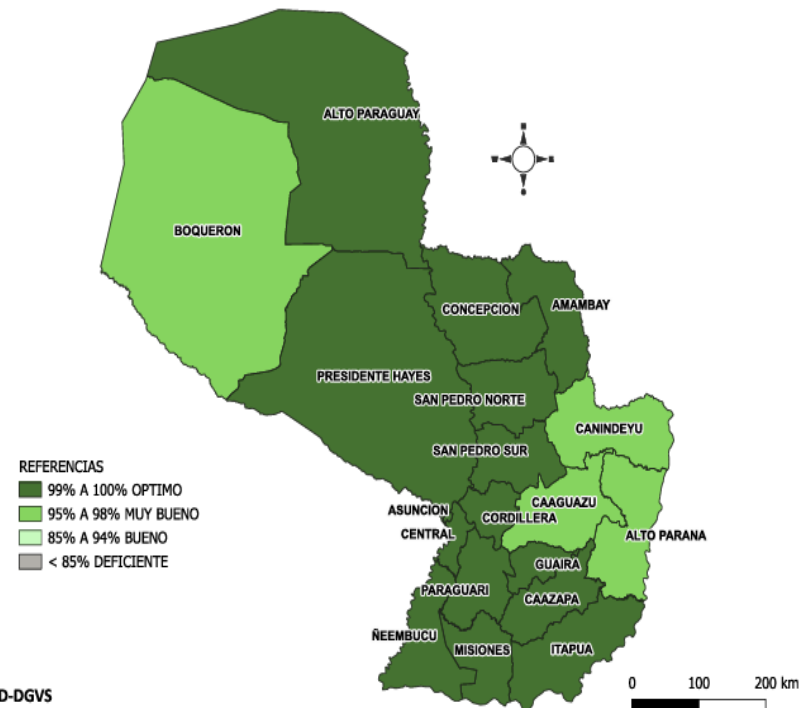 ALTO PARAGUAY
BOQUERON
CONCEPCION
AMAMBAY
PRESIDENTE HAYES
SAN PEDRO NORTE
CANINDEYU
SAN PEDRO SUR
REFERENCIAS
99% A 100% OPTIMO
95% A 98% MUY BUENO
85% A 94% BUENO
< 85% DEFICIENTE
ASUNCION
CAAGUAZU
CORDILLERA
CENTRAL
ALTO PARANA
GUAIRA
PARAGUARI
CAAZAPA
ÑEEMBUCU
MISIONES
ITAPUA
D-DGVS
0 100 200 km